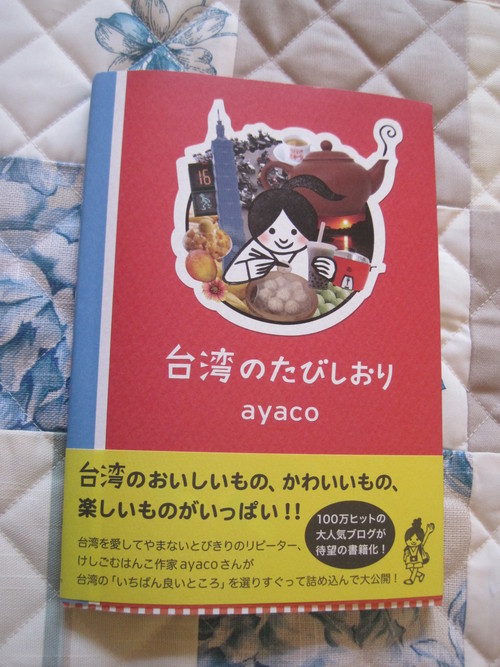 16
台湾のたびしおり
ayaco
台湾のおいしいもの、かわいいもの、
楽しいものがいっぱい!!
100万ヒットの
大人気ブログが
待望の書籍化!
台湾を愛してやまないとびきりのリピーター、
けしごむはんこ作家ayacoさんが
台湾の「いちばん良いところ」を選りすぐって詰め込んで大公開!